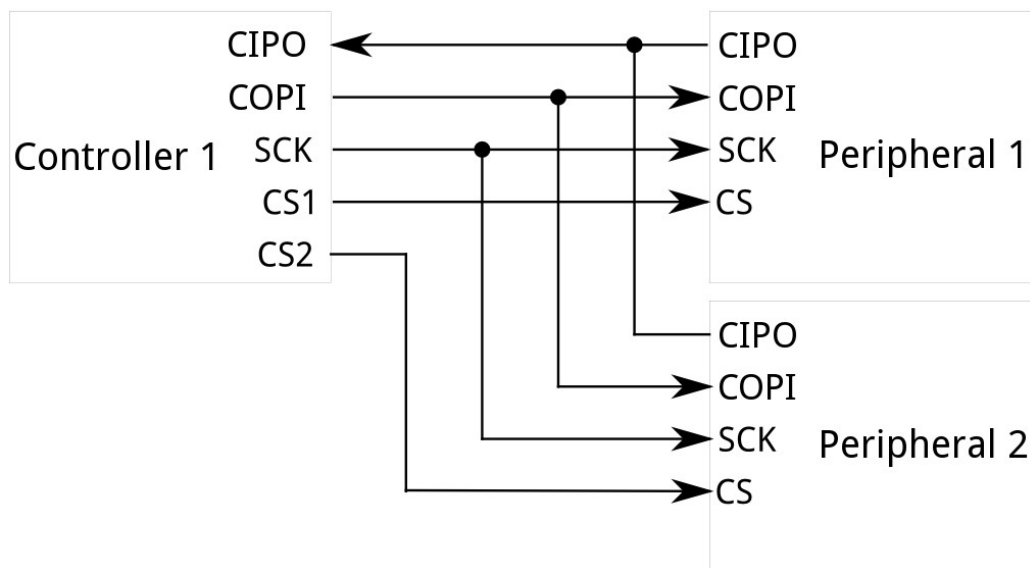 CIPO
COPI
Controller 1
SCK
CS1
CS2
CIPO
COPI
SCK
Peripheral 1
CS
CIPO
COPI
SCK
Peripheral 2
CS